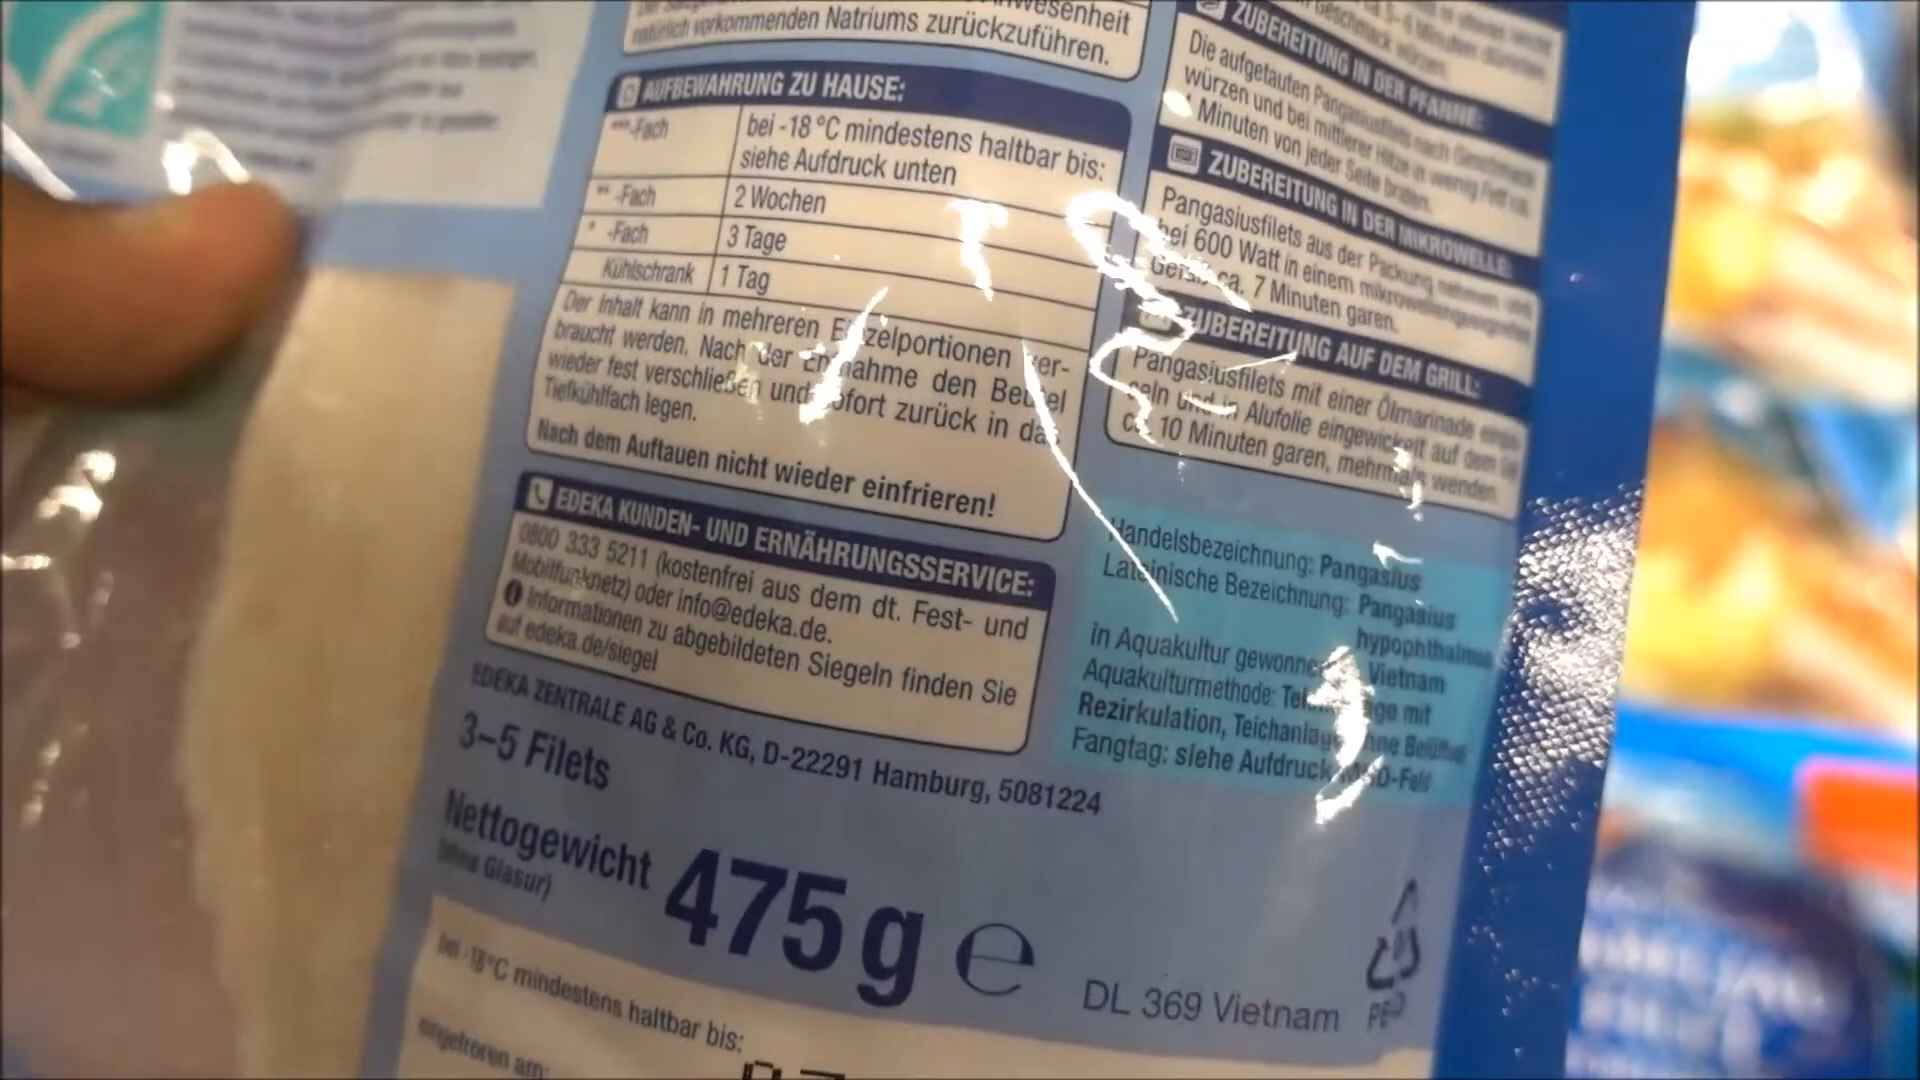 Anwesenheit
natürlich vorkommenden Natriums zurückzuführen.
AUFBEWAHRUNG ZU HAUSE:
***-Fach
bei -18 °C mindestens haltbar bis:
siehe Aufdruck unten
** -Fach
2 Wochen
* -Fach
3 Tage
Kühlschrank
1 Tag
Der Inhalt kann in mehreren Einzelportionen ver-
braucht werden. Nach der Entnahme den Beutel
wieder fest verschließen und sofort zurück in das
Tiefkühlfach legen.
Nach dem Auftauen nicht wieder einfrieren!
EDEKA KUNDEN- UND ERNÄHRUNGSSERVICE:
0800 333 5211 (kostenfrei aus dem dt. Fest- und
Mobilfunknetz) oder info@edeka.de.
Informationen zu abgebildeten Siegeln finden Sie
auf edeka.de/siegel
EDEKA ZENTRALE AG & Co. KG, D-22291 Hamburg, 5081224
3–5 Filets
Nettogewicht
(ohne Glasur)
475 g e
bei -18°C mindestens haltbar bis:
eingefroren am:
Geschmack würzen.
ZUBEREITUNG IN DER PFANNE:
Die aufgetauten Pangasiusfilets nach Geschmack
würzen und bei mittlerer Hitze in wenig Fett ca.
Minuten von jeder Seite braten.
ZUBEREITUNG IN DER MIKROWELLE:
Pangasiusfilets aus der Packung nehmen und
bei 600 Watt in einem mikrowellengeeigneten
Gefäß ca. 7 Minuten garen.
ZUBEREITUNG AUF DEM GRILL:
Pangasiusfilets mit einer Ölmarinade einpin-
seln und in Alufolie eingewickelt auf dem Grill
ca. 10 Minuten garen, mehrmals wenden.
Handelsbezeichnung: Pangasius
Lateinische Bezeichnung: Pangasius
hypophthalmus
in Aquakultur gewonnen Vietnam
Aquakulturmethode: mit
Rezirkulation, Teichanlage ohne Belüftung
Fangtag: siehe Aufdruck MHD-Feld
DL 369 Vietnam